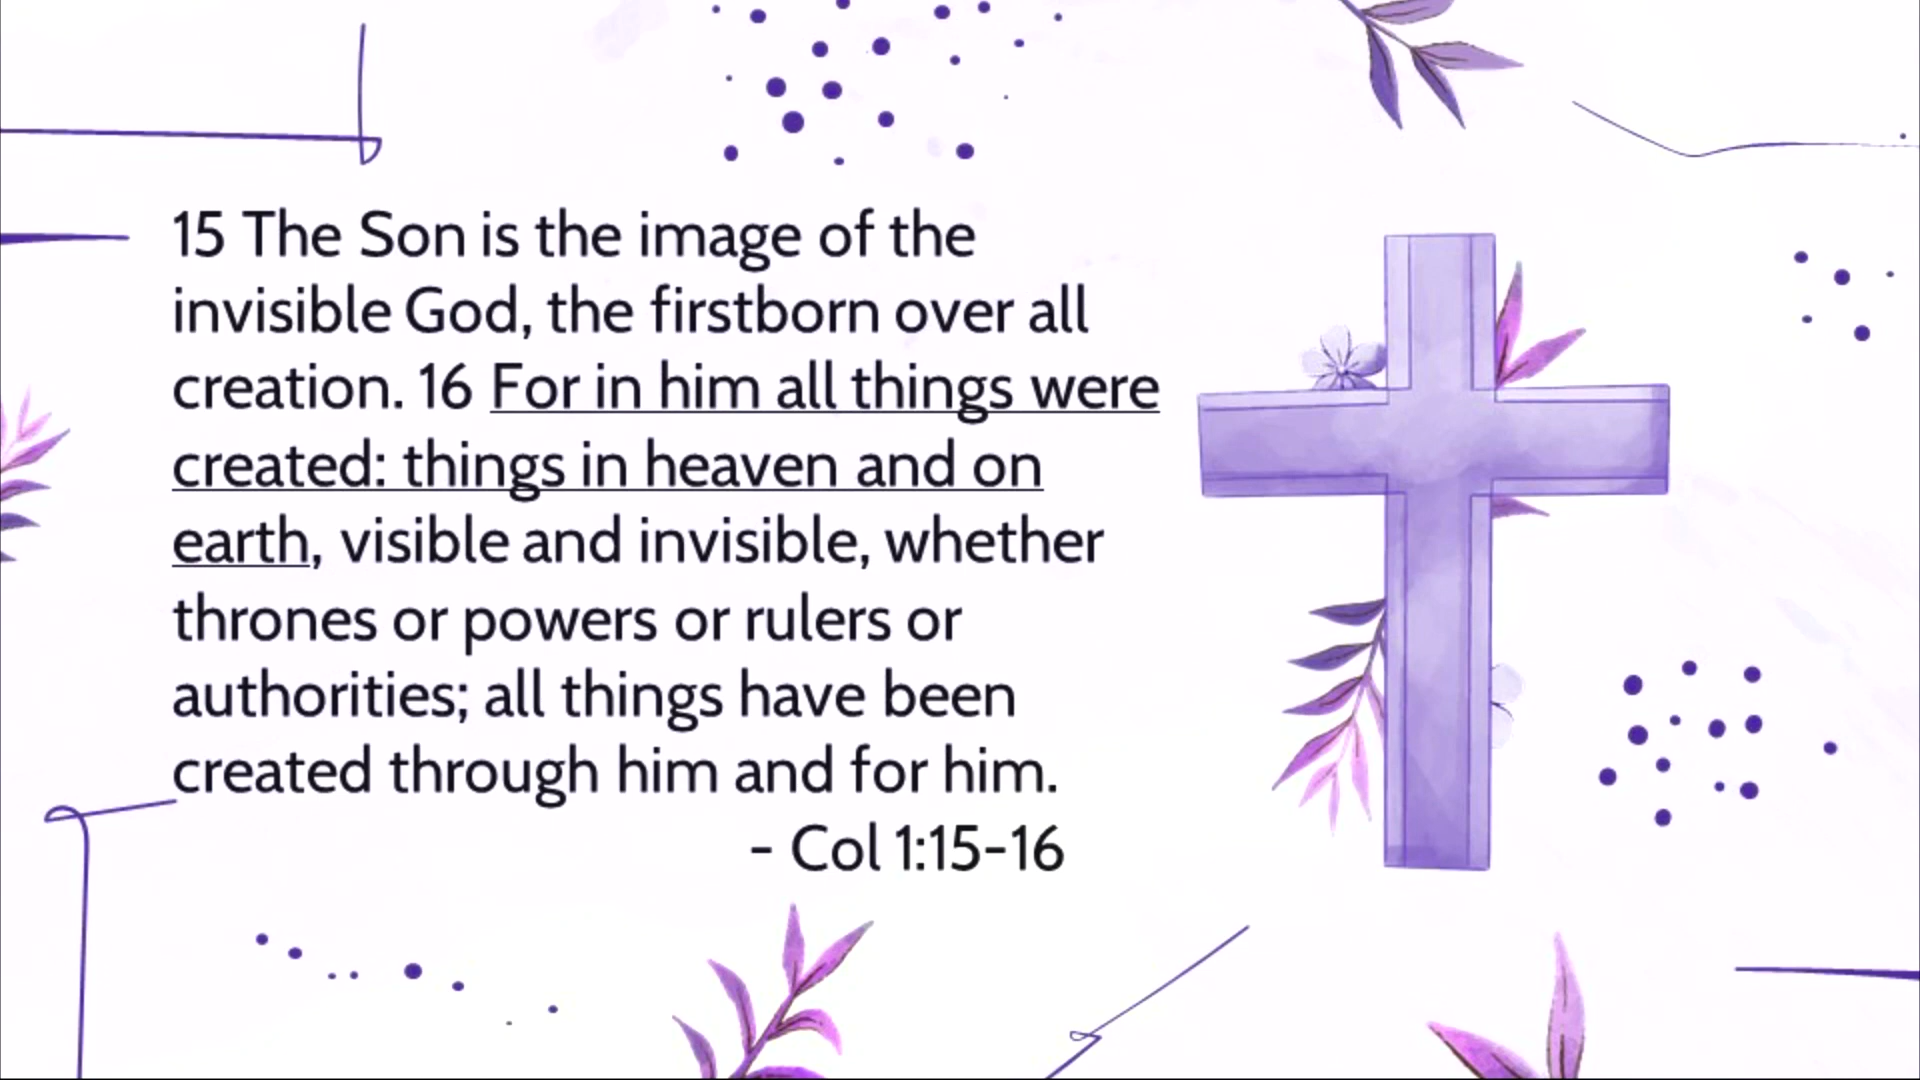 15 The Son is the image of the
invisible God, the firstborn over all
creation. 16 For in him all things were
created: things in heaven and on
earth, visible and invisible, whether
thrones or powers or rulers or
authorities; all things have been
created through him and for him.
- Col 1:15-16